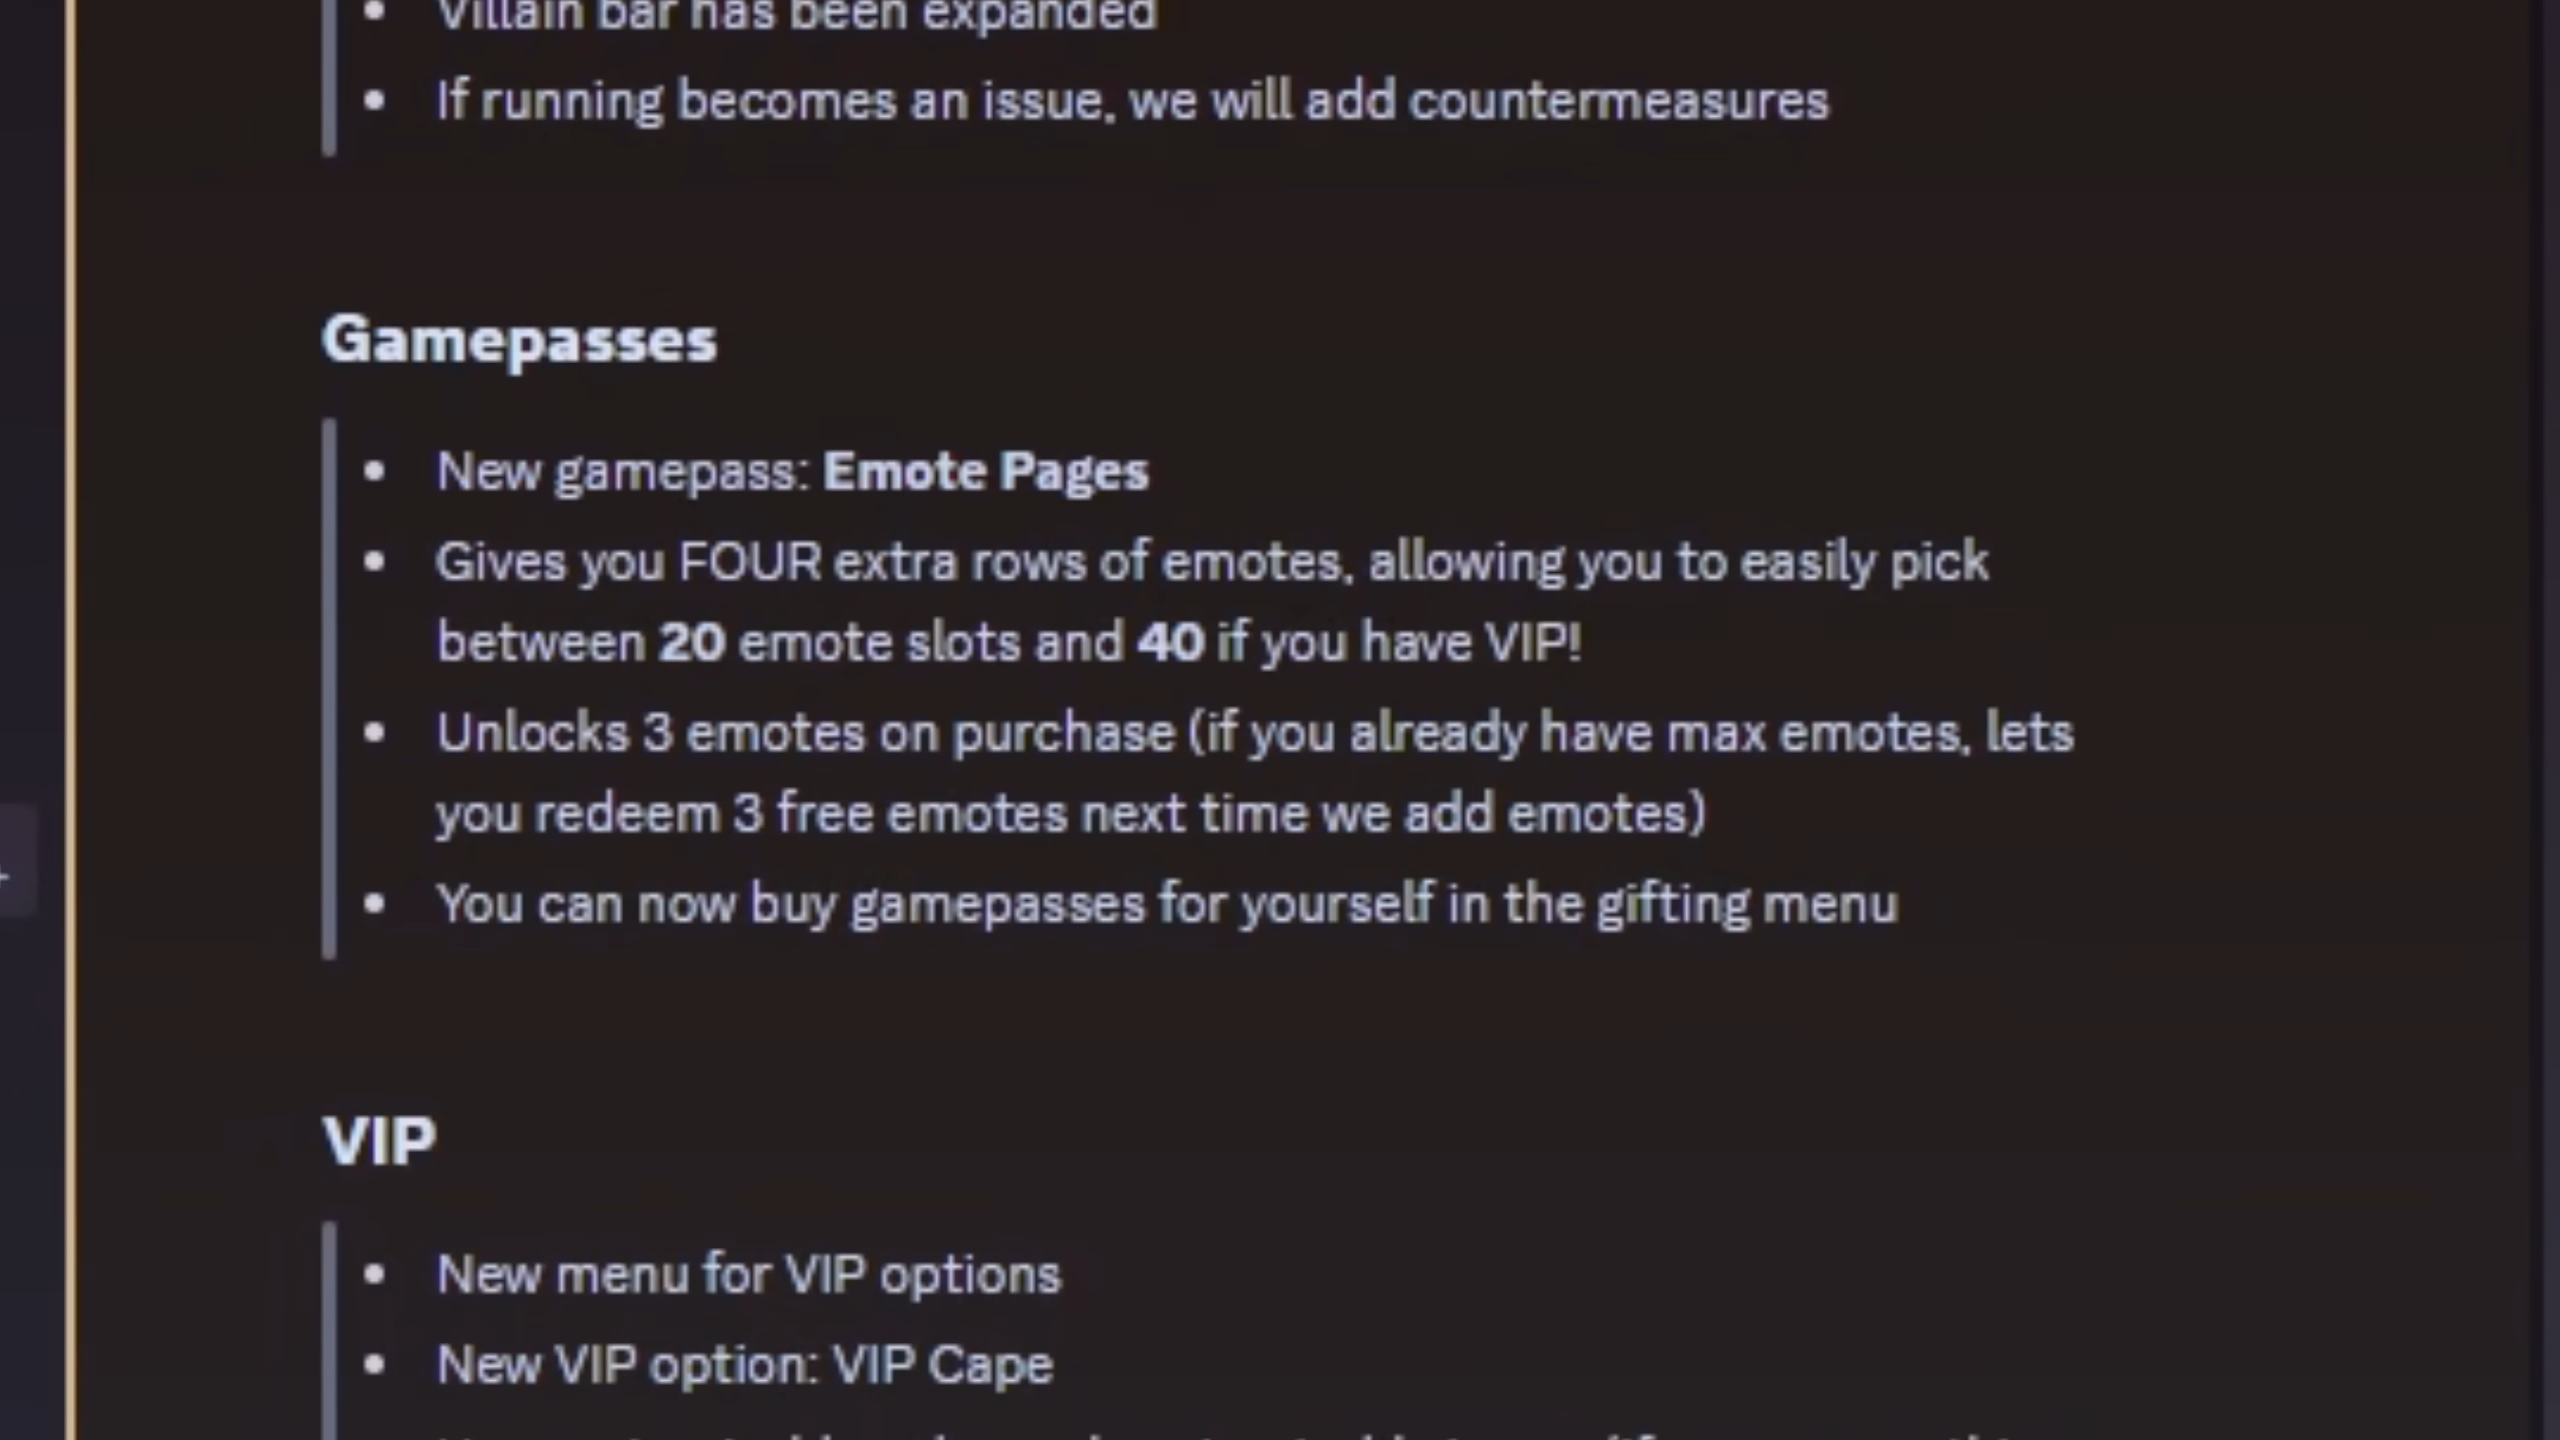 Villain bar has been expanded
If running becomes an issue, we will add countermeasures
Gamepasses
New gamepass: Emote Pages
Gives you FOUR extra rows of emotes, allowing you to easily pick
between 20 emote slots and 40 if you have VIP!
Unlocks 3 emotes on purchase (if you already have max emotes, lets
you redeem 3 free emotes next time we add emotes)
You can now buy gamepasses for yourself in the gifting menu
VIP
New menu for VIP options
New VIP option: VIP Cape